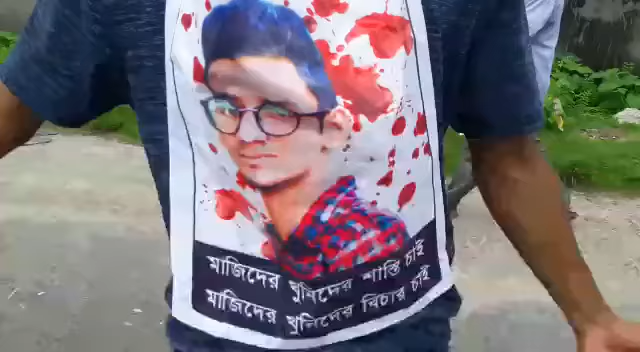 মাজিদের খুনিদের শাস্তি চাই
মাজিদের খুনিদের বিচার চাই